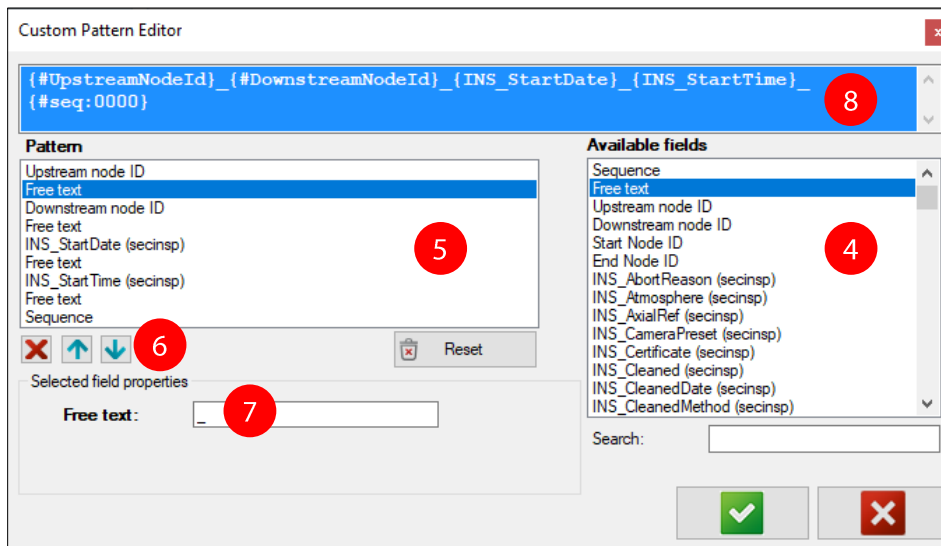 Custom Pattern Editor
x
{#UpstreamNodeId}_{#DownstreamNodeId}_{INS_StartDate}_{INS_StartTime}_
{#seq:0000}
8
Pattern
Upstream node ID
Free text
Downstream node ID
Free text
INS_StartDate (secinsp)
Free text
INS_StartTime (secinsp)
Free text
Sequence
5
6
Reset
Selected field properties
Free text:
_
7
Available fields
Sequence
Free text
Upstream node ID
Downstream node ID
Start Node ID
End Node ID
INS_AbortReason (secinsp)
INS_Atmosphere (secinsp)
INS_AxialRef (secinsp)
INS_CameraPreset (secinsp)
INS_Certificate (secinsp)
INS_Cleaned (secinsp)
INS_CleanedDate (secinsp)
INS_CleanedMethod (secinsp)
4
Search: